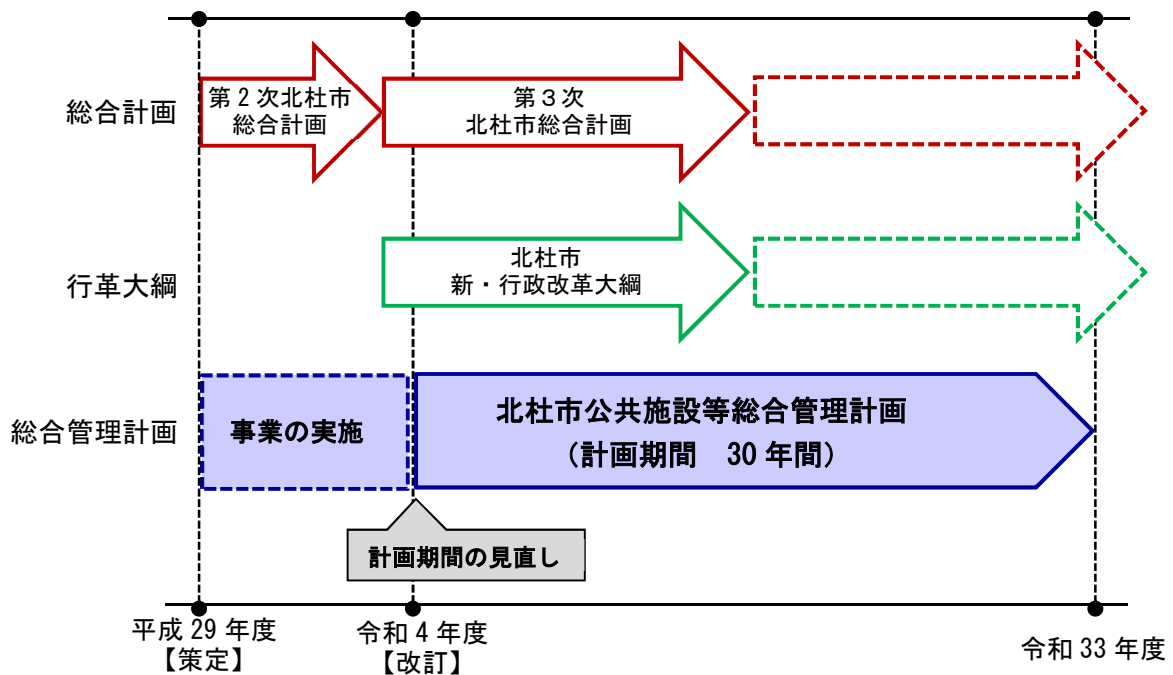 総合計画
第２次北杜市
総合計画
第３次
北杜市総合計画
行革大綱
北杜市
新・行政改革大綱
総合管理計画
事業の実施
北杜市公共施設等総合管理計画
（計画期間　30 年間）
計画期間の見直し
平成 29 年度
【策定】
令和 4 年度
【改訂】
令和 33 年度